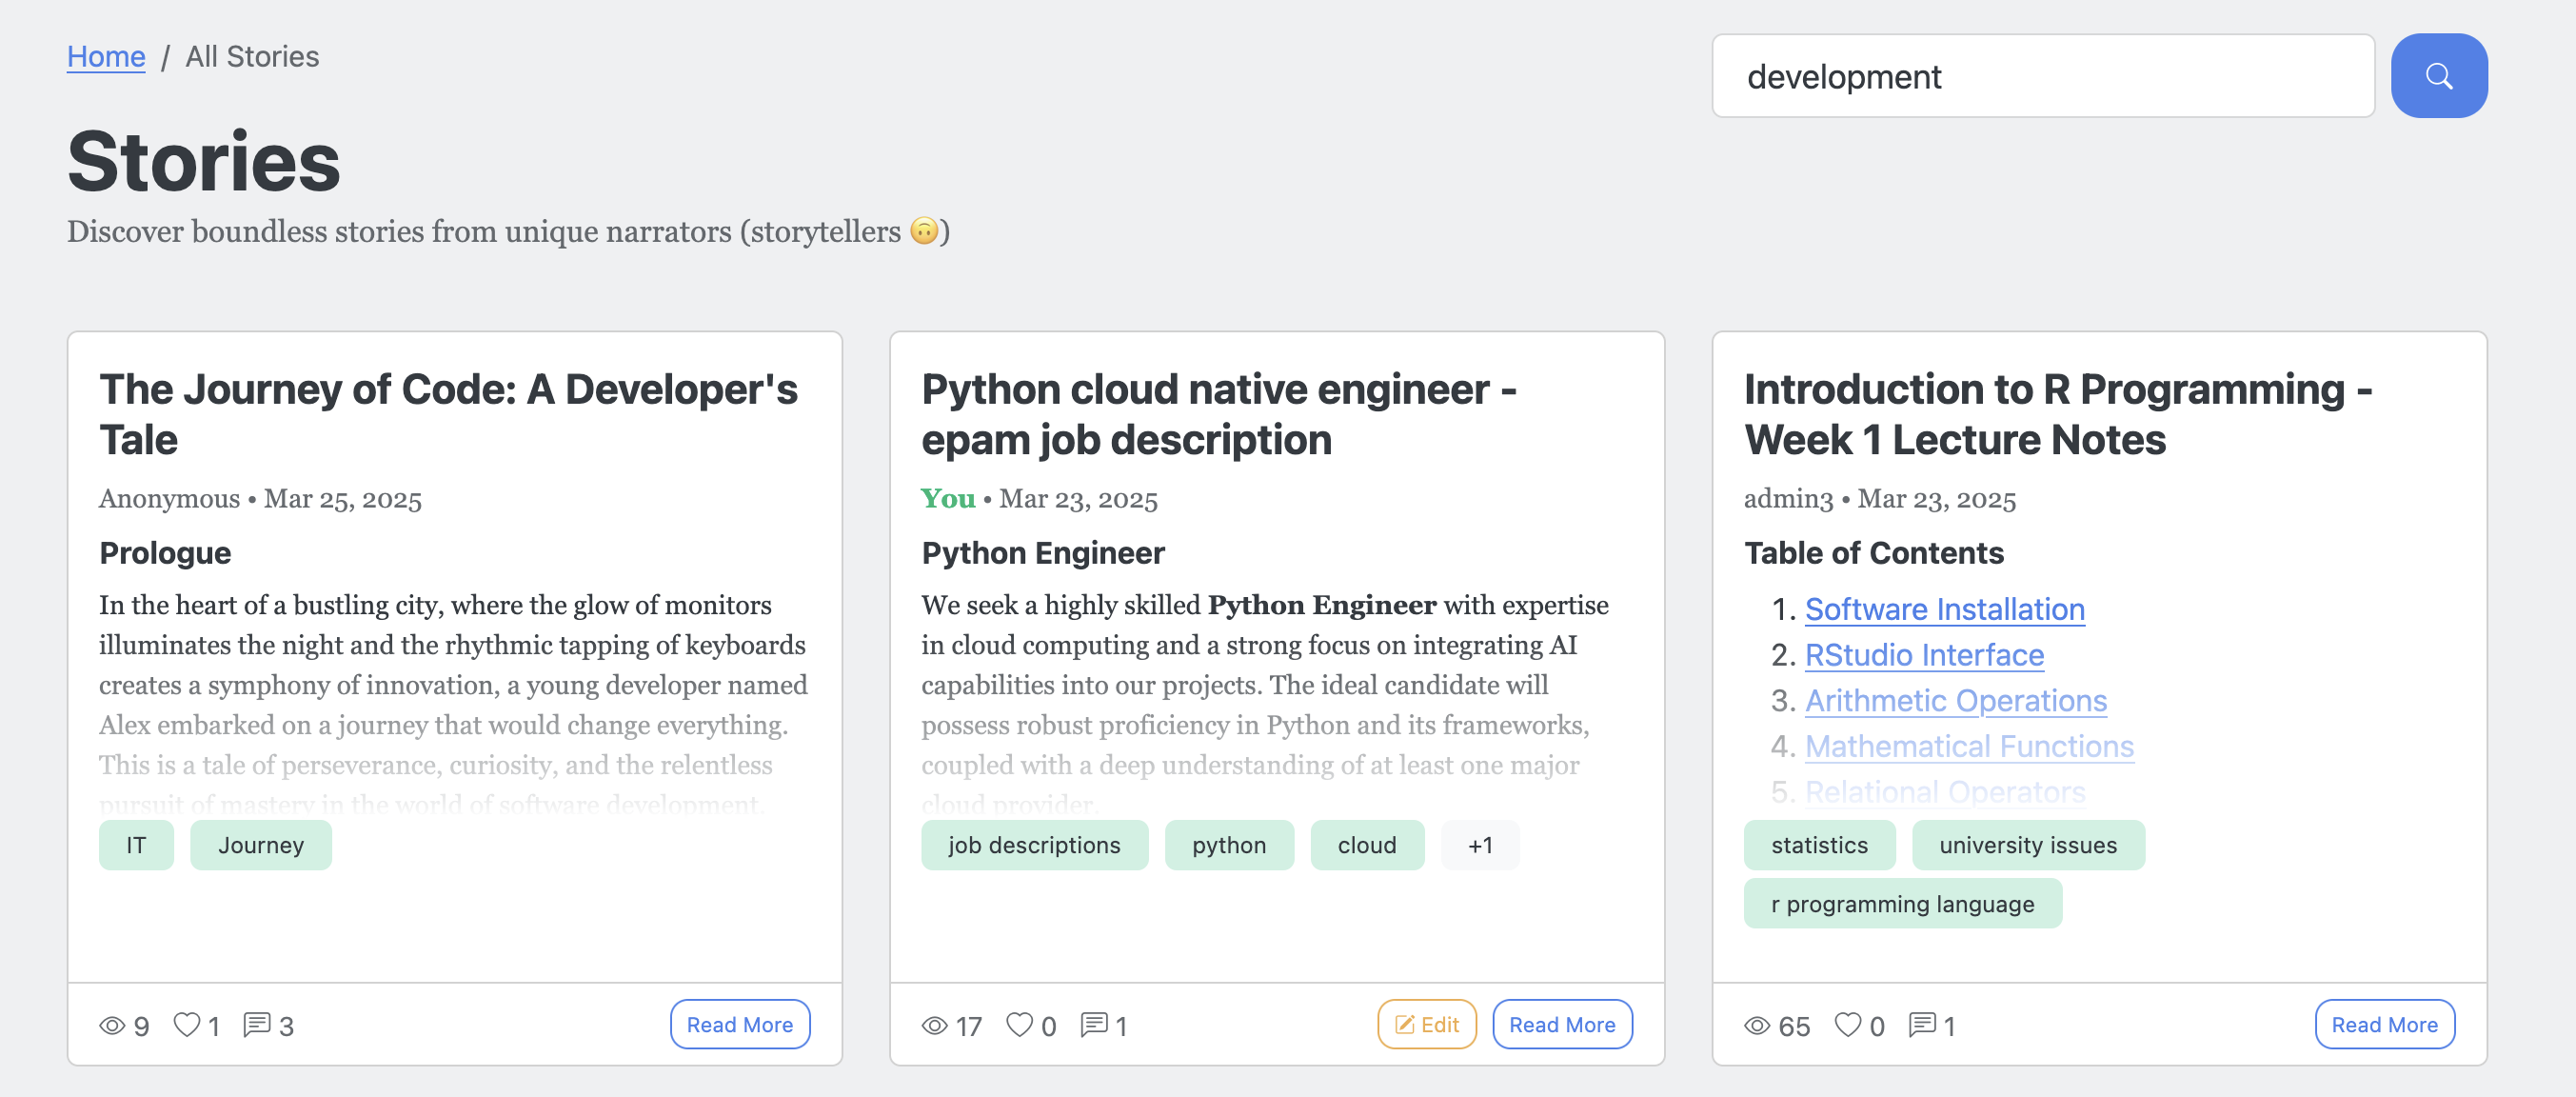 Home / All Stories
development
Stories
Discover boundless stories from unique narrators (storytellers 🙃)
The Journey of Code: A Developer's
Tale
Anonymous • Mar 25, 2025
Prologue
In the heart of a bustling city, where the glow of monitors
illuminates the night and the rhythmic tapping of keyboards
creates a symphony of innovation, a young developer named
Alex embarked on a journey that would change everything.
This is a tale of perseverance, curiosity, and the relentless
pursuit of mastery in the world of software development.
IT Journey
9 1 3 Read More
Python cloud native engineer -
epam job description
You • Mar 23, 2025
Python Engineer
We seek a highly skilled Python Engineer with expertise
in cloud computing and a strong focus on integrating AI
capabilities into our projects. The ideal candidate will
possess robust proficiency in Python and its frameworks,
coupled with a deep understanding of at least one major
cloud provider.
job descriptions python cloud +1
17 0 1 Edit Read More
Introduction to R Programming -
Week 1 Lecture Notes
admin3 • Mar 23, 2025
Table of Contents
1. Software Installation
2. RStudio Interface
3. Arithmetic Operations
4. Mathematical Functions
5. Relational Operators
statistics university issues
r programming language
65 0 1 Read More